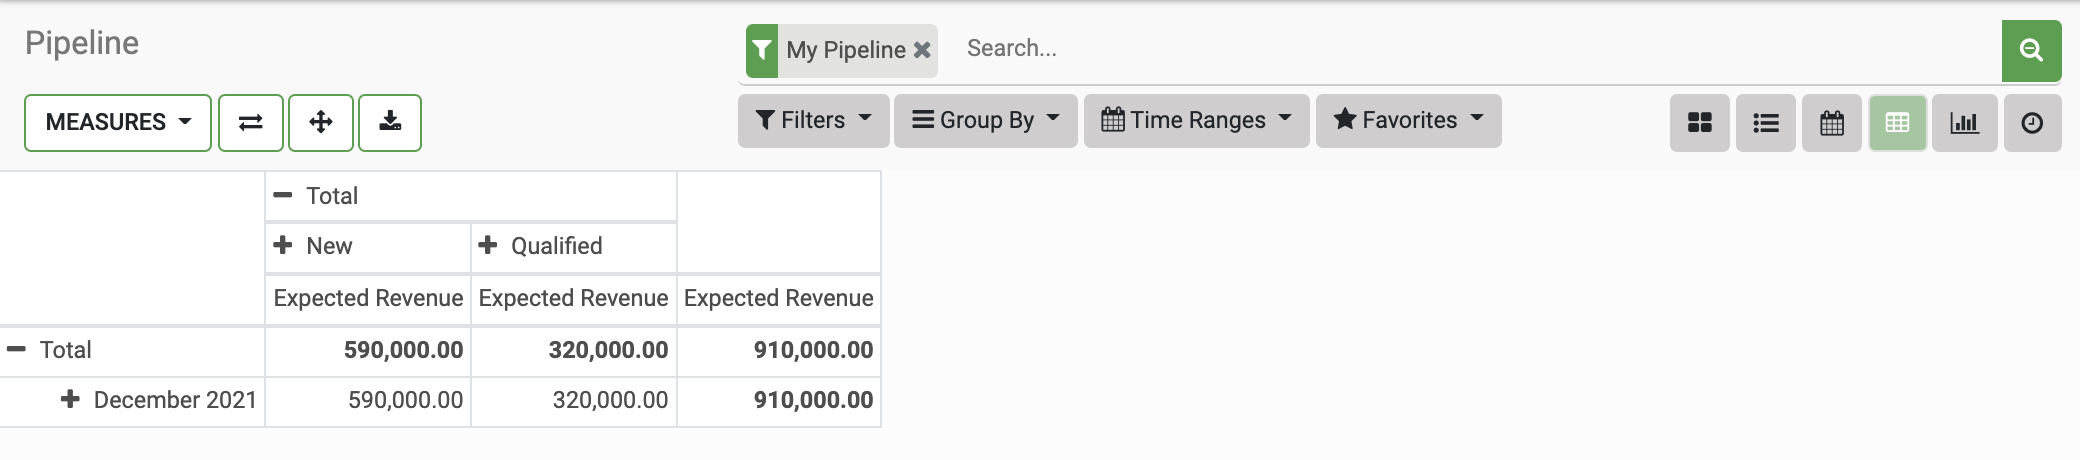 Pipeline
My Pipeline
Search...
MEASURES
Filters
Group By
Time Ranges
Favorites
Total
New
Qualified
Expected Revenue
Expected Revenue
Expected Revenue
Total
590,000.00
320,000.00
910,000.00
December 2021
590,000.00
320,000.00
910,000.00